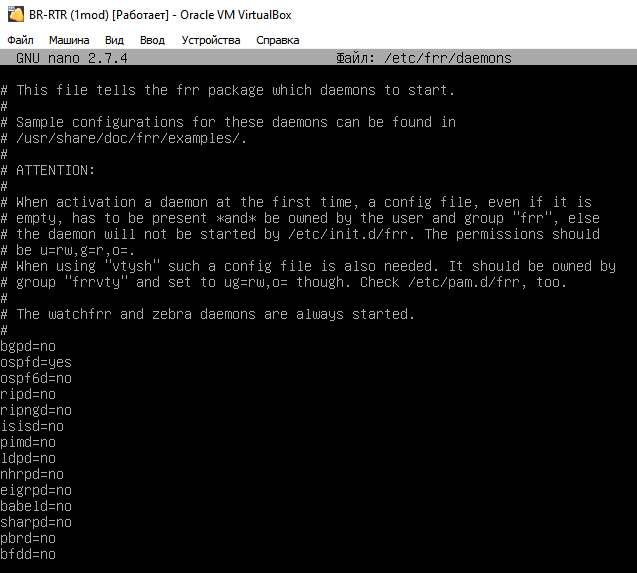 BR-RTR (1mod) [Работает] - Oracle VM VirtualBox
Файл Машина Вид Ввод Устройства Справка
GNU nano 2.7.4 Файл: /etc/frr/daemons
# This file tells the frr package which daemons to start.
#
# Sample configurations for these daemons can be found in
# /usr/share/doc/frr/examples/.
#
# ATTENTION:
#
# When activation a daemon at the first time, a config file, even if it is
# empty, has to be present *and* be owned by the user and group "frr", else
# the daemon will not be started by /etc/init.d/frr. The permissions should
# be u=rw,g=r,o=.
# When using "vtysh" such a config file is also needed. It should be owned by
# group "frrvty" and set to ug=rw,o= though. Check /etc/pam.d/frr, too.
#
# The watchfrr and zebra daemons are always started.
#
bgpd=no
ospfd=yes
ospf6d=no
ripd=no
ripngd=no
isisd=no
pimd=no
ldpd=no
nhrpd=no
eigrpd=no
babeld=no
sharpd=no
pbrd=no
bfdd=no